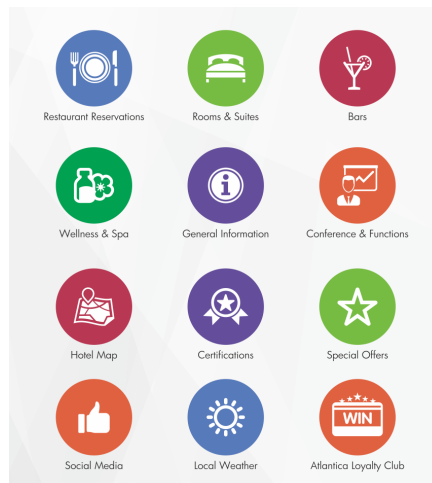 Restaurant Reservations
Rooms & Suites
Bars
Wellness & Spa
General Information
Conference & Functions
Hotel Map
Certifications
Special Offers
WIN
Social Media
Local Weather
Atlantica Loyalty Club